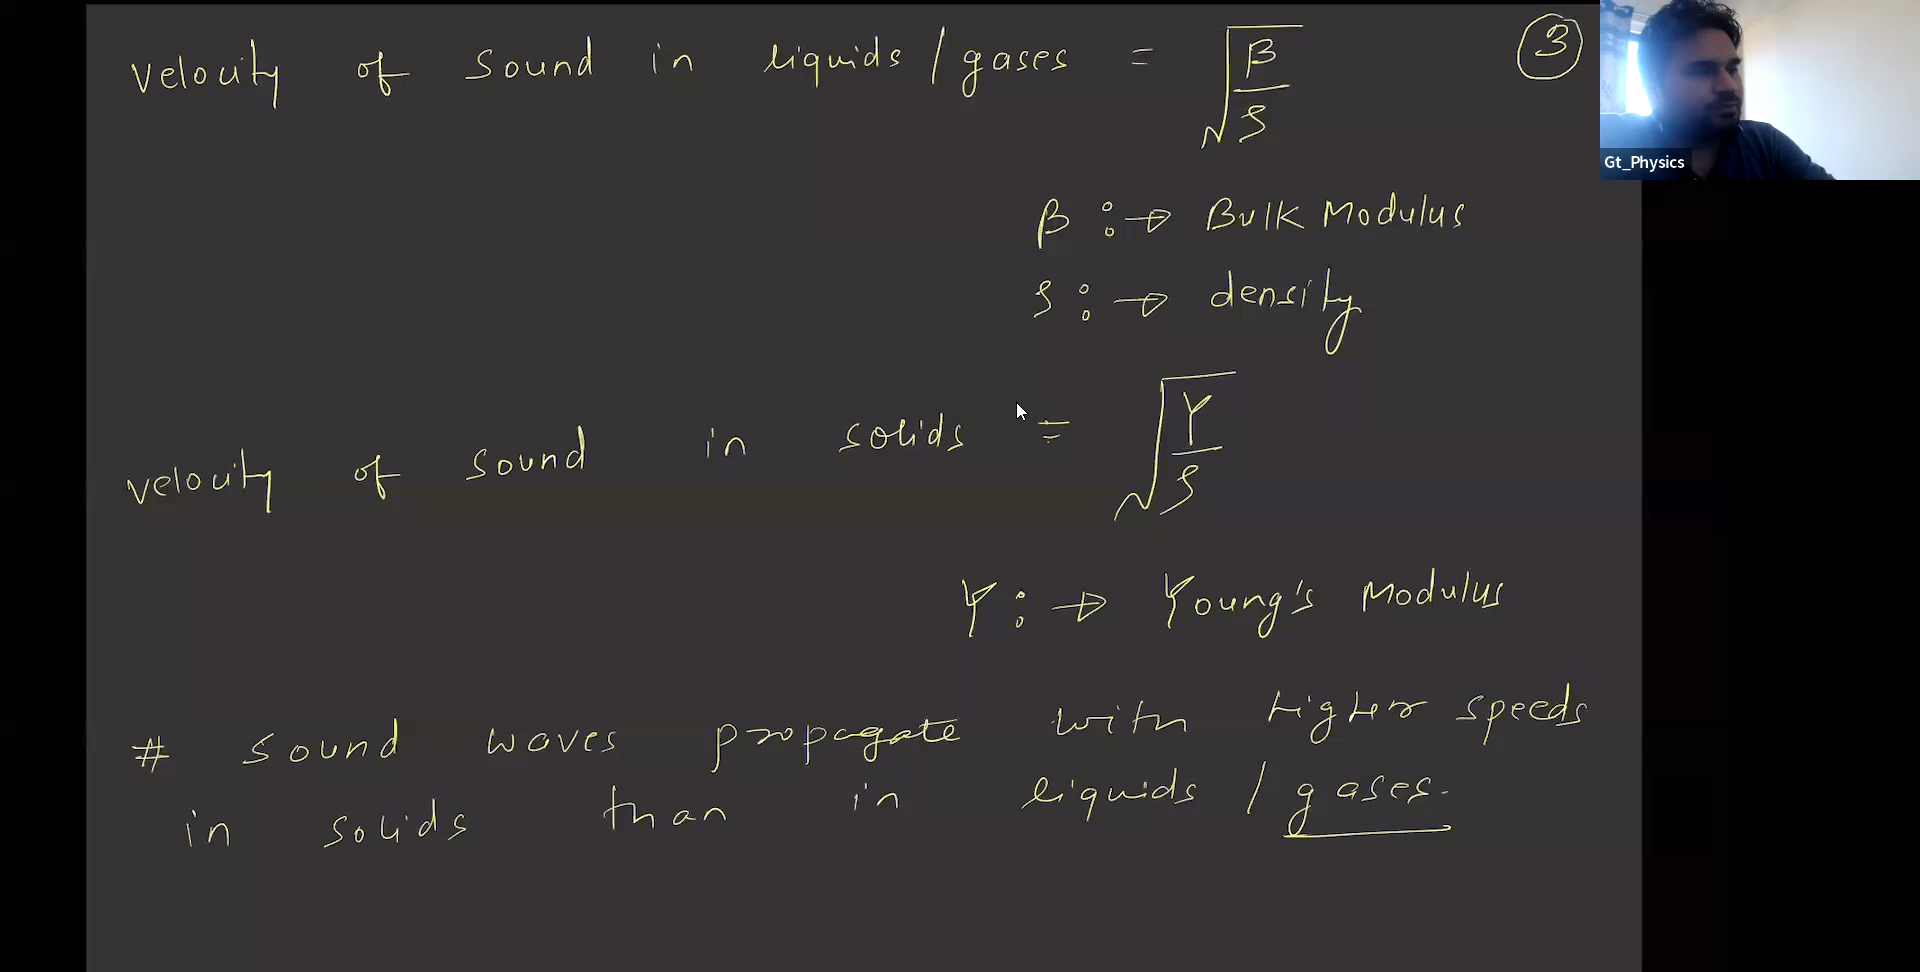 velocity of sound in liquids / gases = √(β/ρ)
3
Gt_Physics
β :→ Bulk Modulus
ρ :→ density
velocity of sound in solids = √(Y/ρ)
Y :→ Young's Modulus
# sound waves propagate with higher speeds
in solids than in liquids / gases.